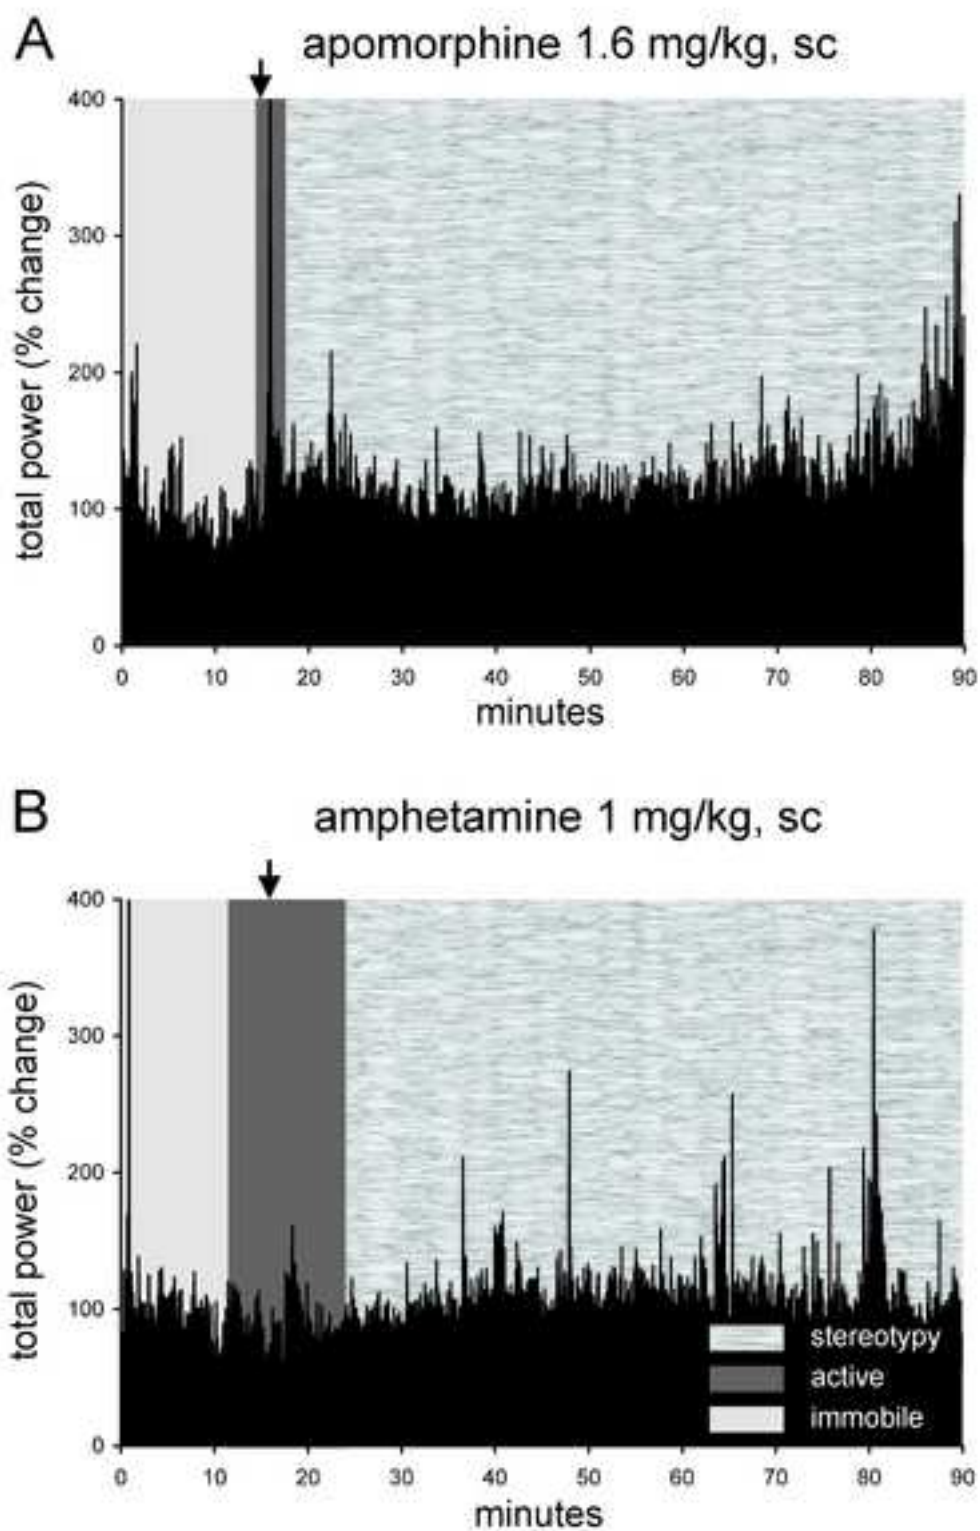 A
apomorphine 1.6 mg/kg, sc
400
300
200
100
0
total power (% change)
0 10 20 30 40 50 60 70 80 90
minutes
B
amphetamine 1 mg/kg, sc
400
300
200
100
0
total power (% change)
stereotypy
active
immobile
0 10 20 30 40 50 60 70 80 90
minutes